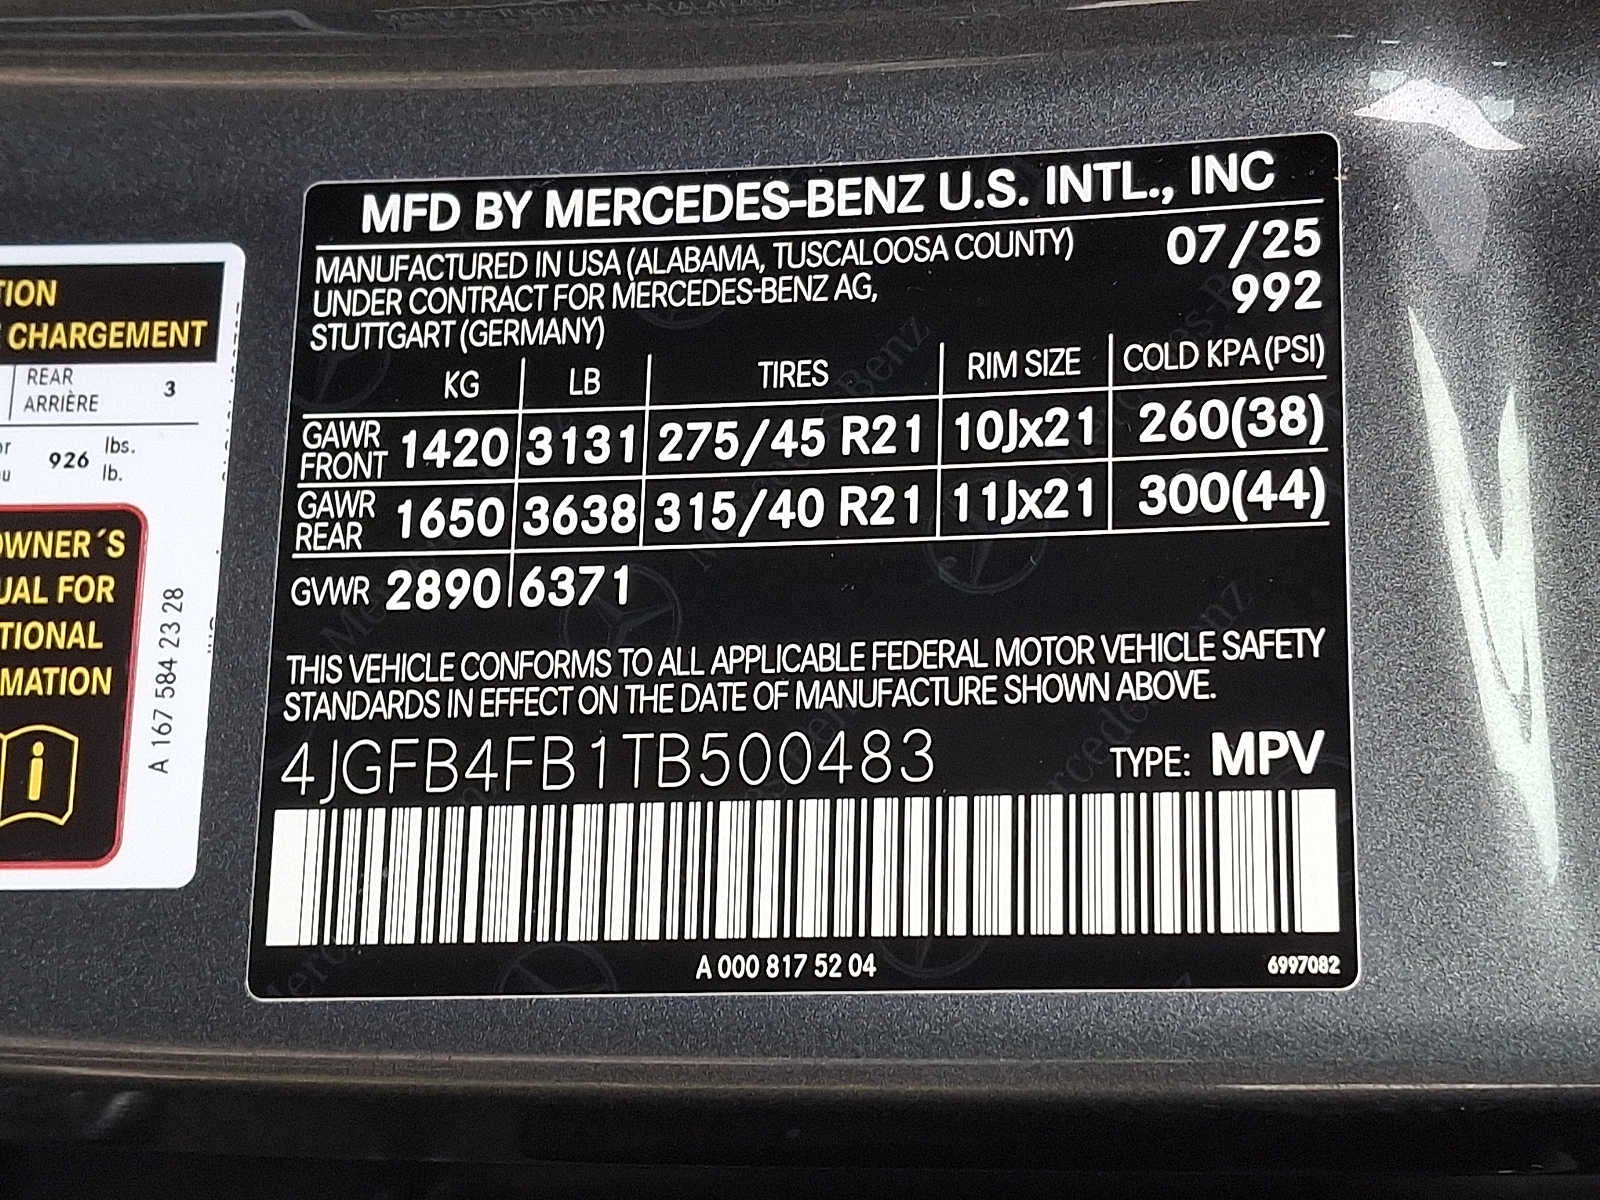 TION
CHARGEMENT
REAR
ARRIÈRE
3
926
lbs.
lb.
OWNER´S
FOR
A 167 584 23 28
MFD BY MERCEDES-BENZ U.S. INTL., INC
MANUFACTURED IN USA (ALABAMA, TUSCALOOSA COUNTY) 07/25
UNDER CONTRACT FOR MERCEDES-BENZ AG, 992
STUTTGART (GERMANY)
KG LB TIRES RIM SIZE COLD KPA (PSI)
GAWR FRONT 1420 3131 275/45 R21 10Jx21 260(38)
GAWR REAR 1650 3638 315/40 R21 11Jx21 300(44)
GVWR 2890 6371
THIS VEHICLE CONFORMS TO ALL APPLICABLE FEDERAL MOTOR VEHICLE SAFETY
STANDARDS IN EFFECT ON THE DATE OF MANUFACTURE SHOWN ABOVE.
4JGFB4FB1TB500483 TYPE: MPV
A 000 817 52 04 6997082